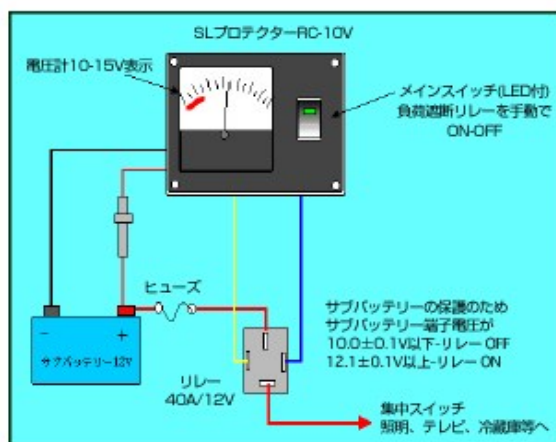 SLプロテクターRC-10V
電圧計10-15V表示
メインスイッチ(LED付)
負荷遮断リレーを手動で
ON-OFF
ヒューズ
- +
サブバッテリー12V
リレー
40A/12V
サブバッテリーの保護のため
サブバッテリー端子電圧が
10.0±0.1V以下-リレー OFF
12.1±0.1V以上-リレー ON
集中スイッチ
照明、テレビ、冷蔵庫等へ